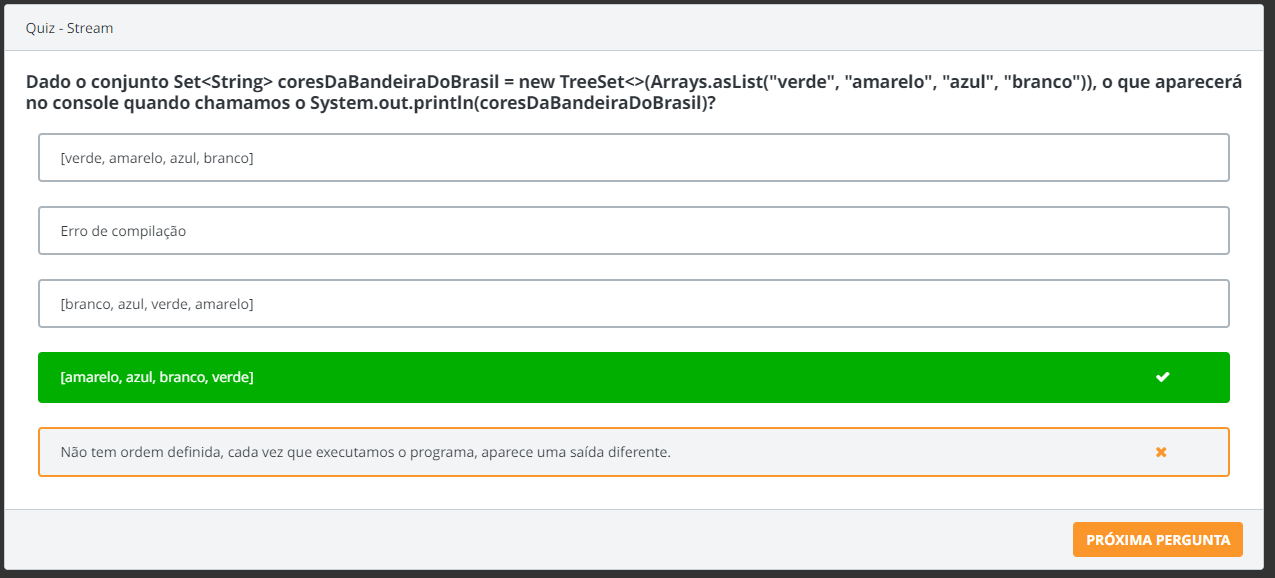 Quiz - Stream
Dado o conjunto Set<String> coresDaBandeiraDoBrasil = new TreeSet<>(Arrays.asList("verde", "amarelo", "azul", "branco")), o que aparecerá
no console quando chamamos o System.out.println(coresDaBandeiraDoBrasil)?
[verde, amarelo, azul, branco]
Erro de compilação
[branco, azul, verde, amarelo]
[amarelo, azul, branco, verde]
Não tem ordem definida, cada vez que executamos o programa, aparece uma saída diferente.
PRÓXIMA PERGUNTA